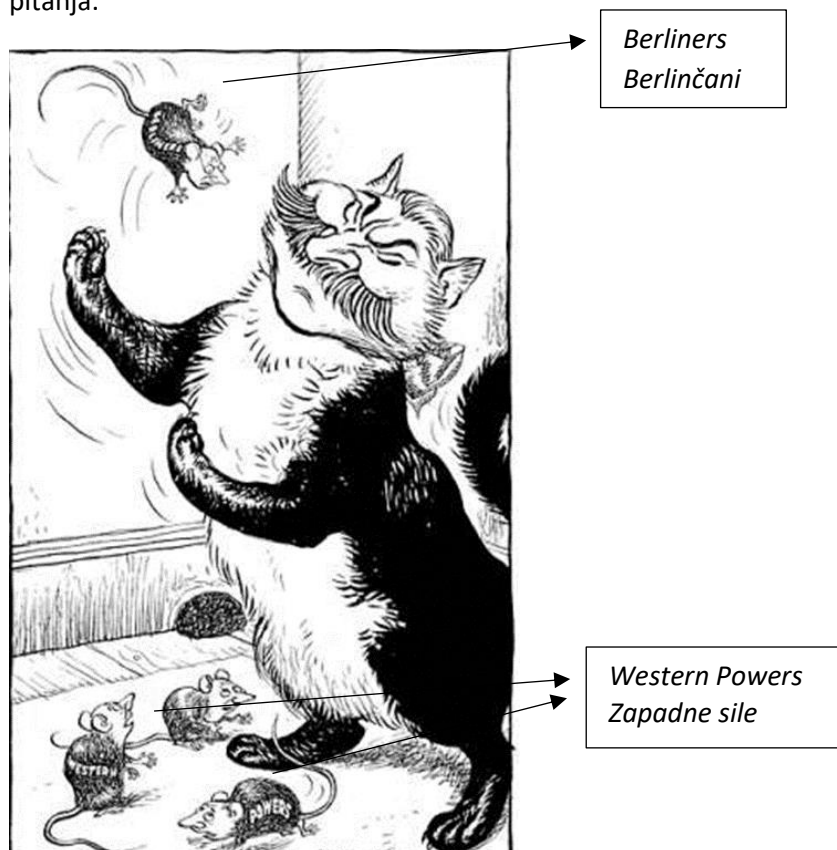 pitanja.
Berliners
Berlinčani
Western Powers
Zapadne sile
WESTERN
POWERS